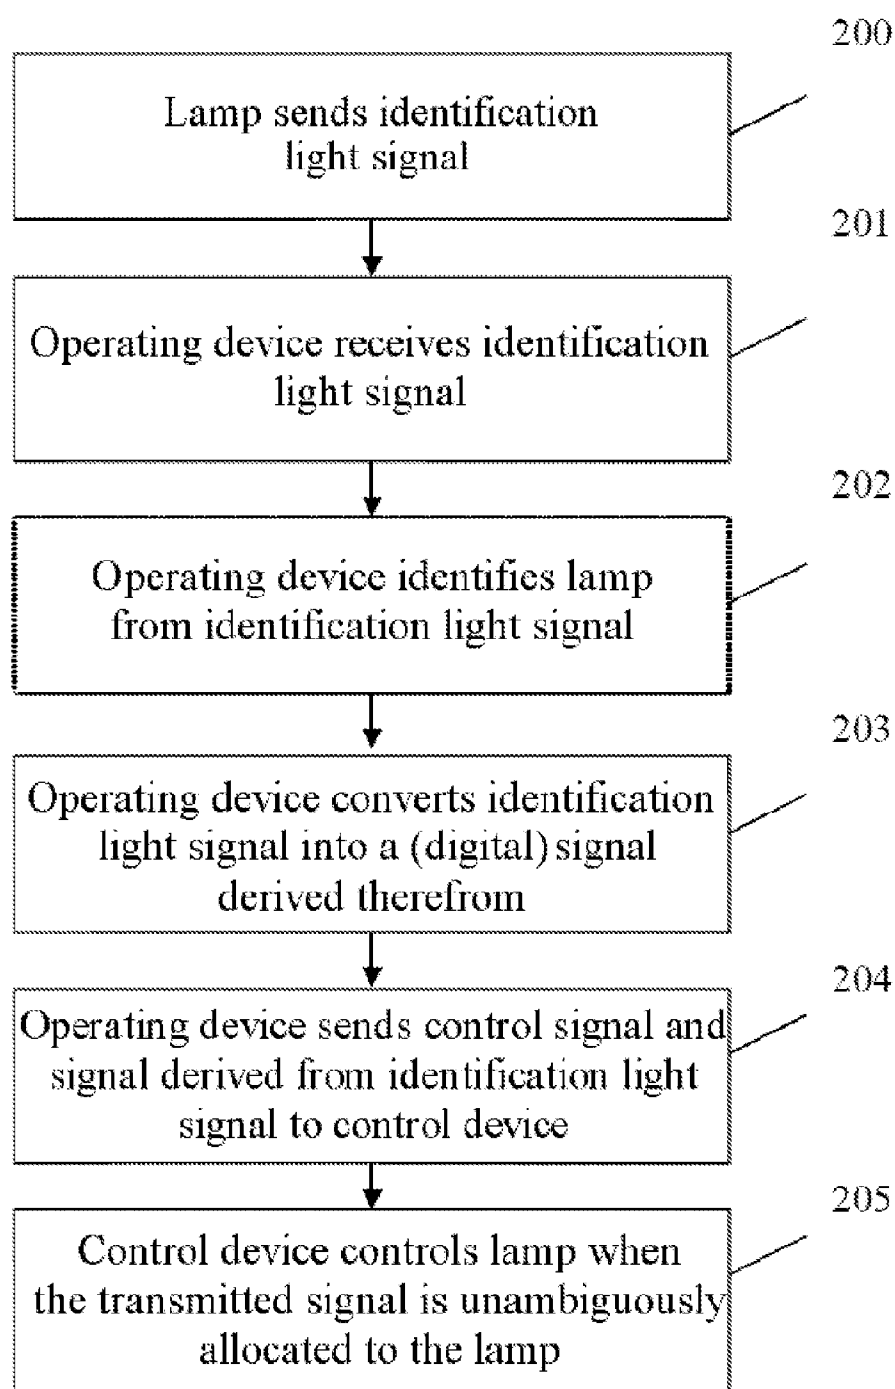 200
Lamp sends identification
light signal
201
Operating device receives identification
light signal
202
Operating device identifies lamp
from identification light signal
203
Operating device converts identification
light signal into a (digital) signal
derived therefrom
204
Operating device sends control signal and
signal derived from identification light
signal to control device
205
Control device controls lamp when
the transmitted signal is unambiguously
allocated to the lamp